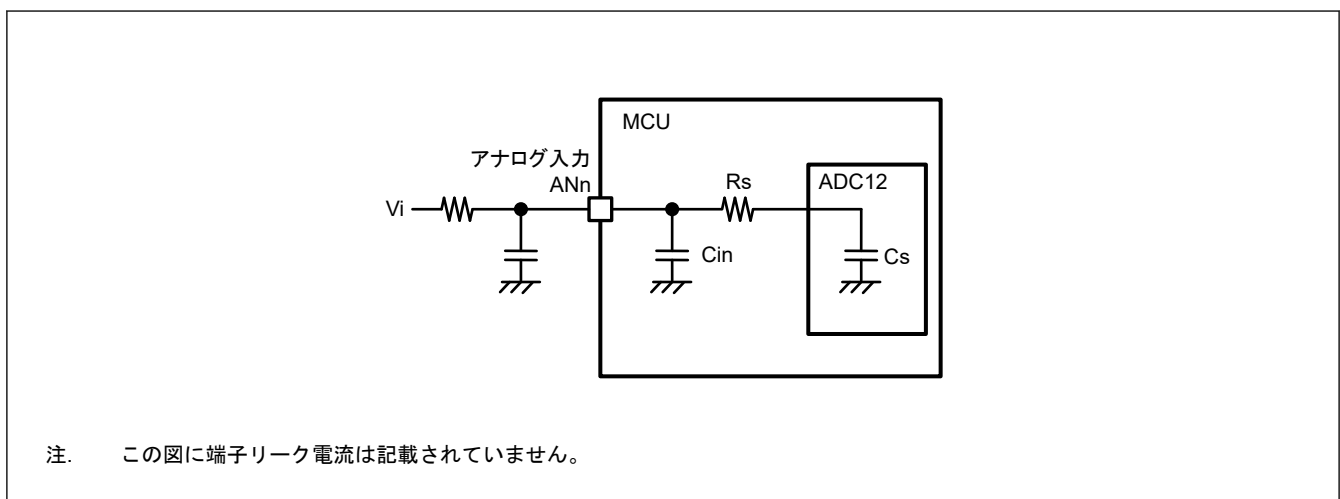 MCU
アナログ入力
ANn
Rs
ADC12
Vi
Cin
Cs
注. この図に端子リーク電流は記載されていません。